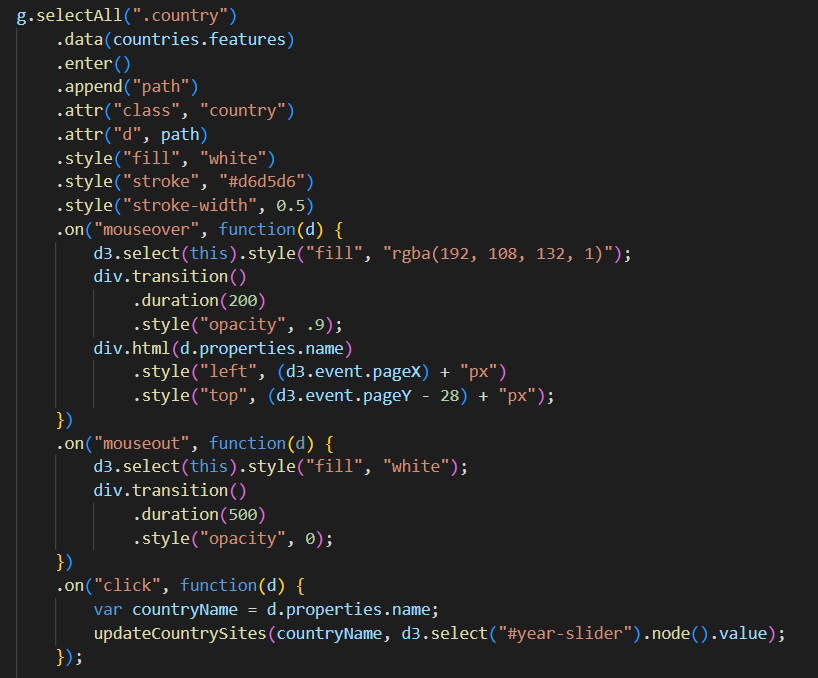 g.selectAll(".country")
    .data(countries.features)
    .enter()
    .append("path")
    .attr("class", "country")
    .attr("d", path)
    .style("fill", "white")
    .style("stroke", "#d6d5d6")
    .style("stroke-width", 0.5)
    .on("mouseover", function(d) {
        d3.select(this).style("fill", "rgba(192, 108, 132, 1)");
        div.transition()
            .duration(200)
            .style("opacity", .9);
        div.html(d.properties.name)
            .style("left", (d3.event.pageX) + "px")
            .style("top", (d3.event.pageY - 28) + "px");
    })
    .on("mouseout", function(d) {
        d3.select(this).style("fill", "white");
        div.transition()
            .duration(500)
            .style("opacity", 0);
    })
    .on("click", function(d) {
        var countryName = d.properties.name;
        updateCountrySites(countryName, d3.select("#year-slider").node().value);
    });